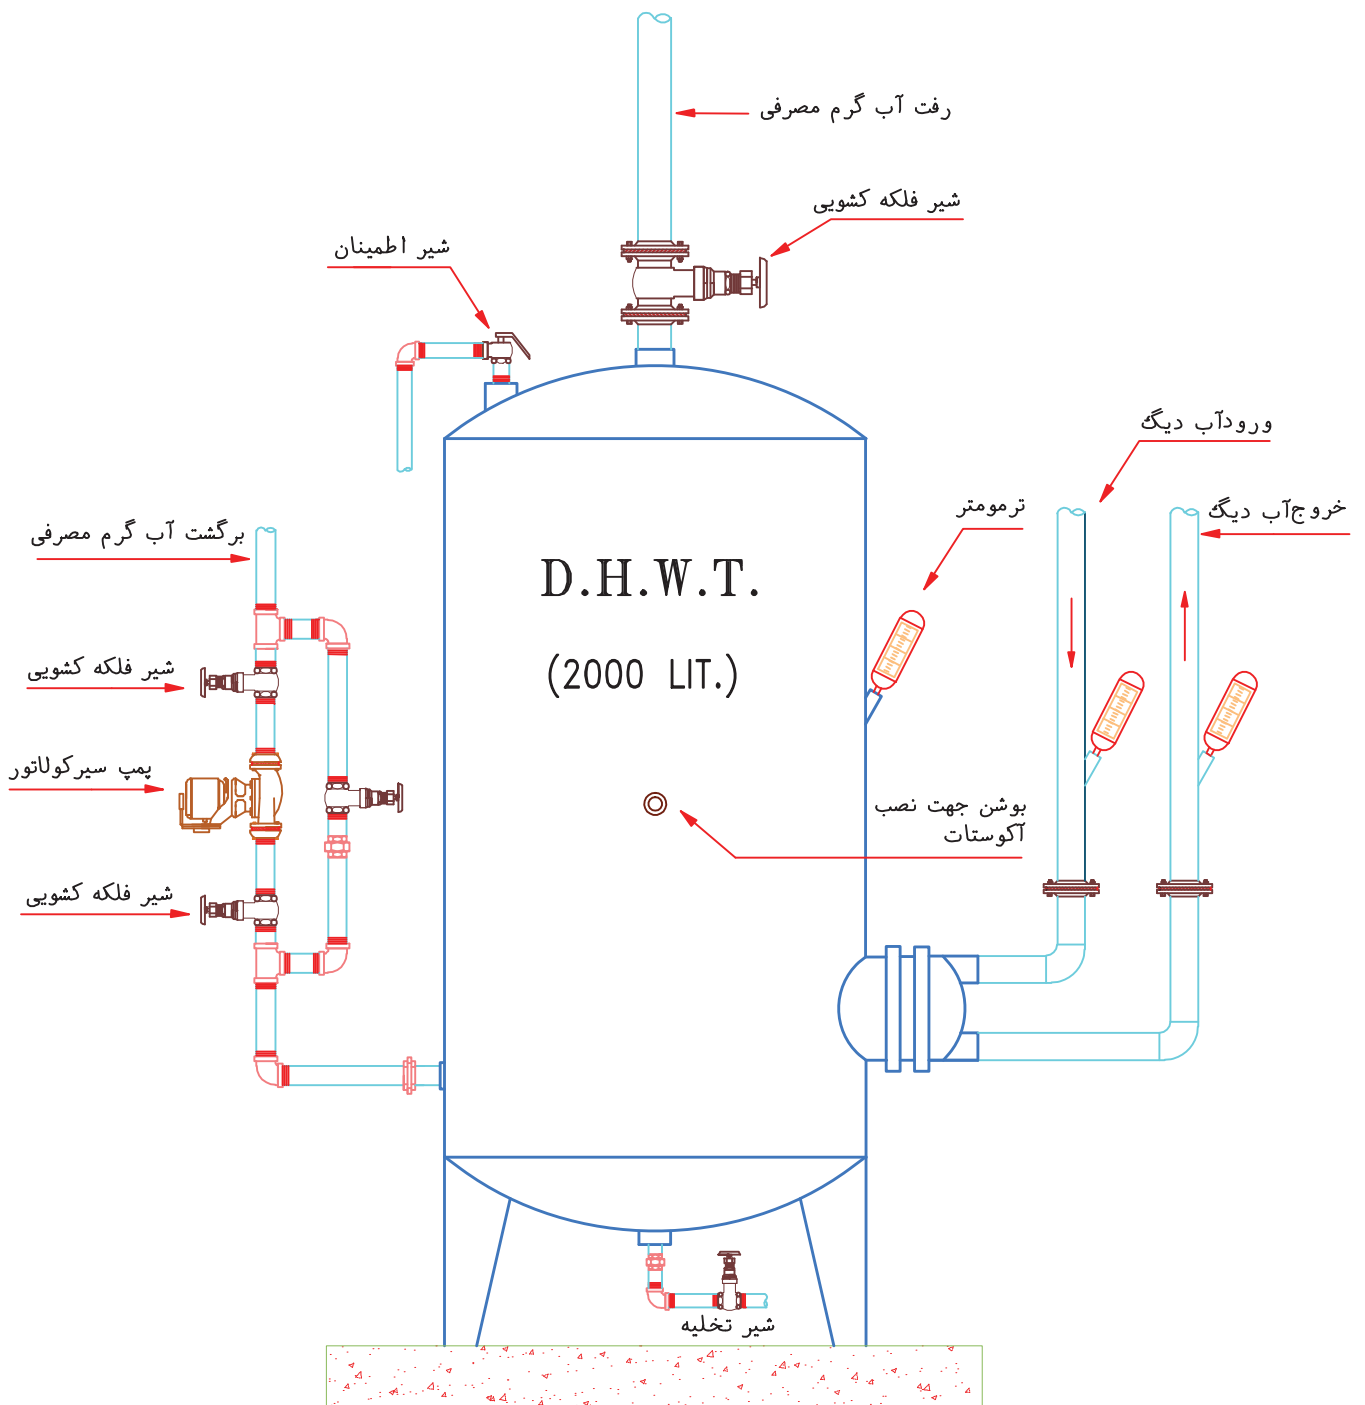 رفت آب گرم مصرفی
شیر فلکه کشویی
شیر اطمینان
ورودآب دیگ
خروج‌آب دیگ
ترمومتر
برگشت آب گرم مصرفی
D.H.W.T.
(2000 LIT.)
شیر فلکه کشویی
پمپ سیرکولاتور
بوشن جهت نصب
آکوستات
شیر فلکه کشویی
شیر تخلیه